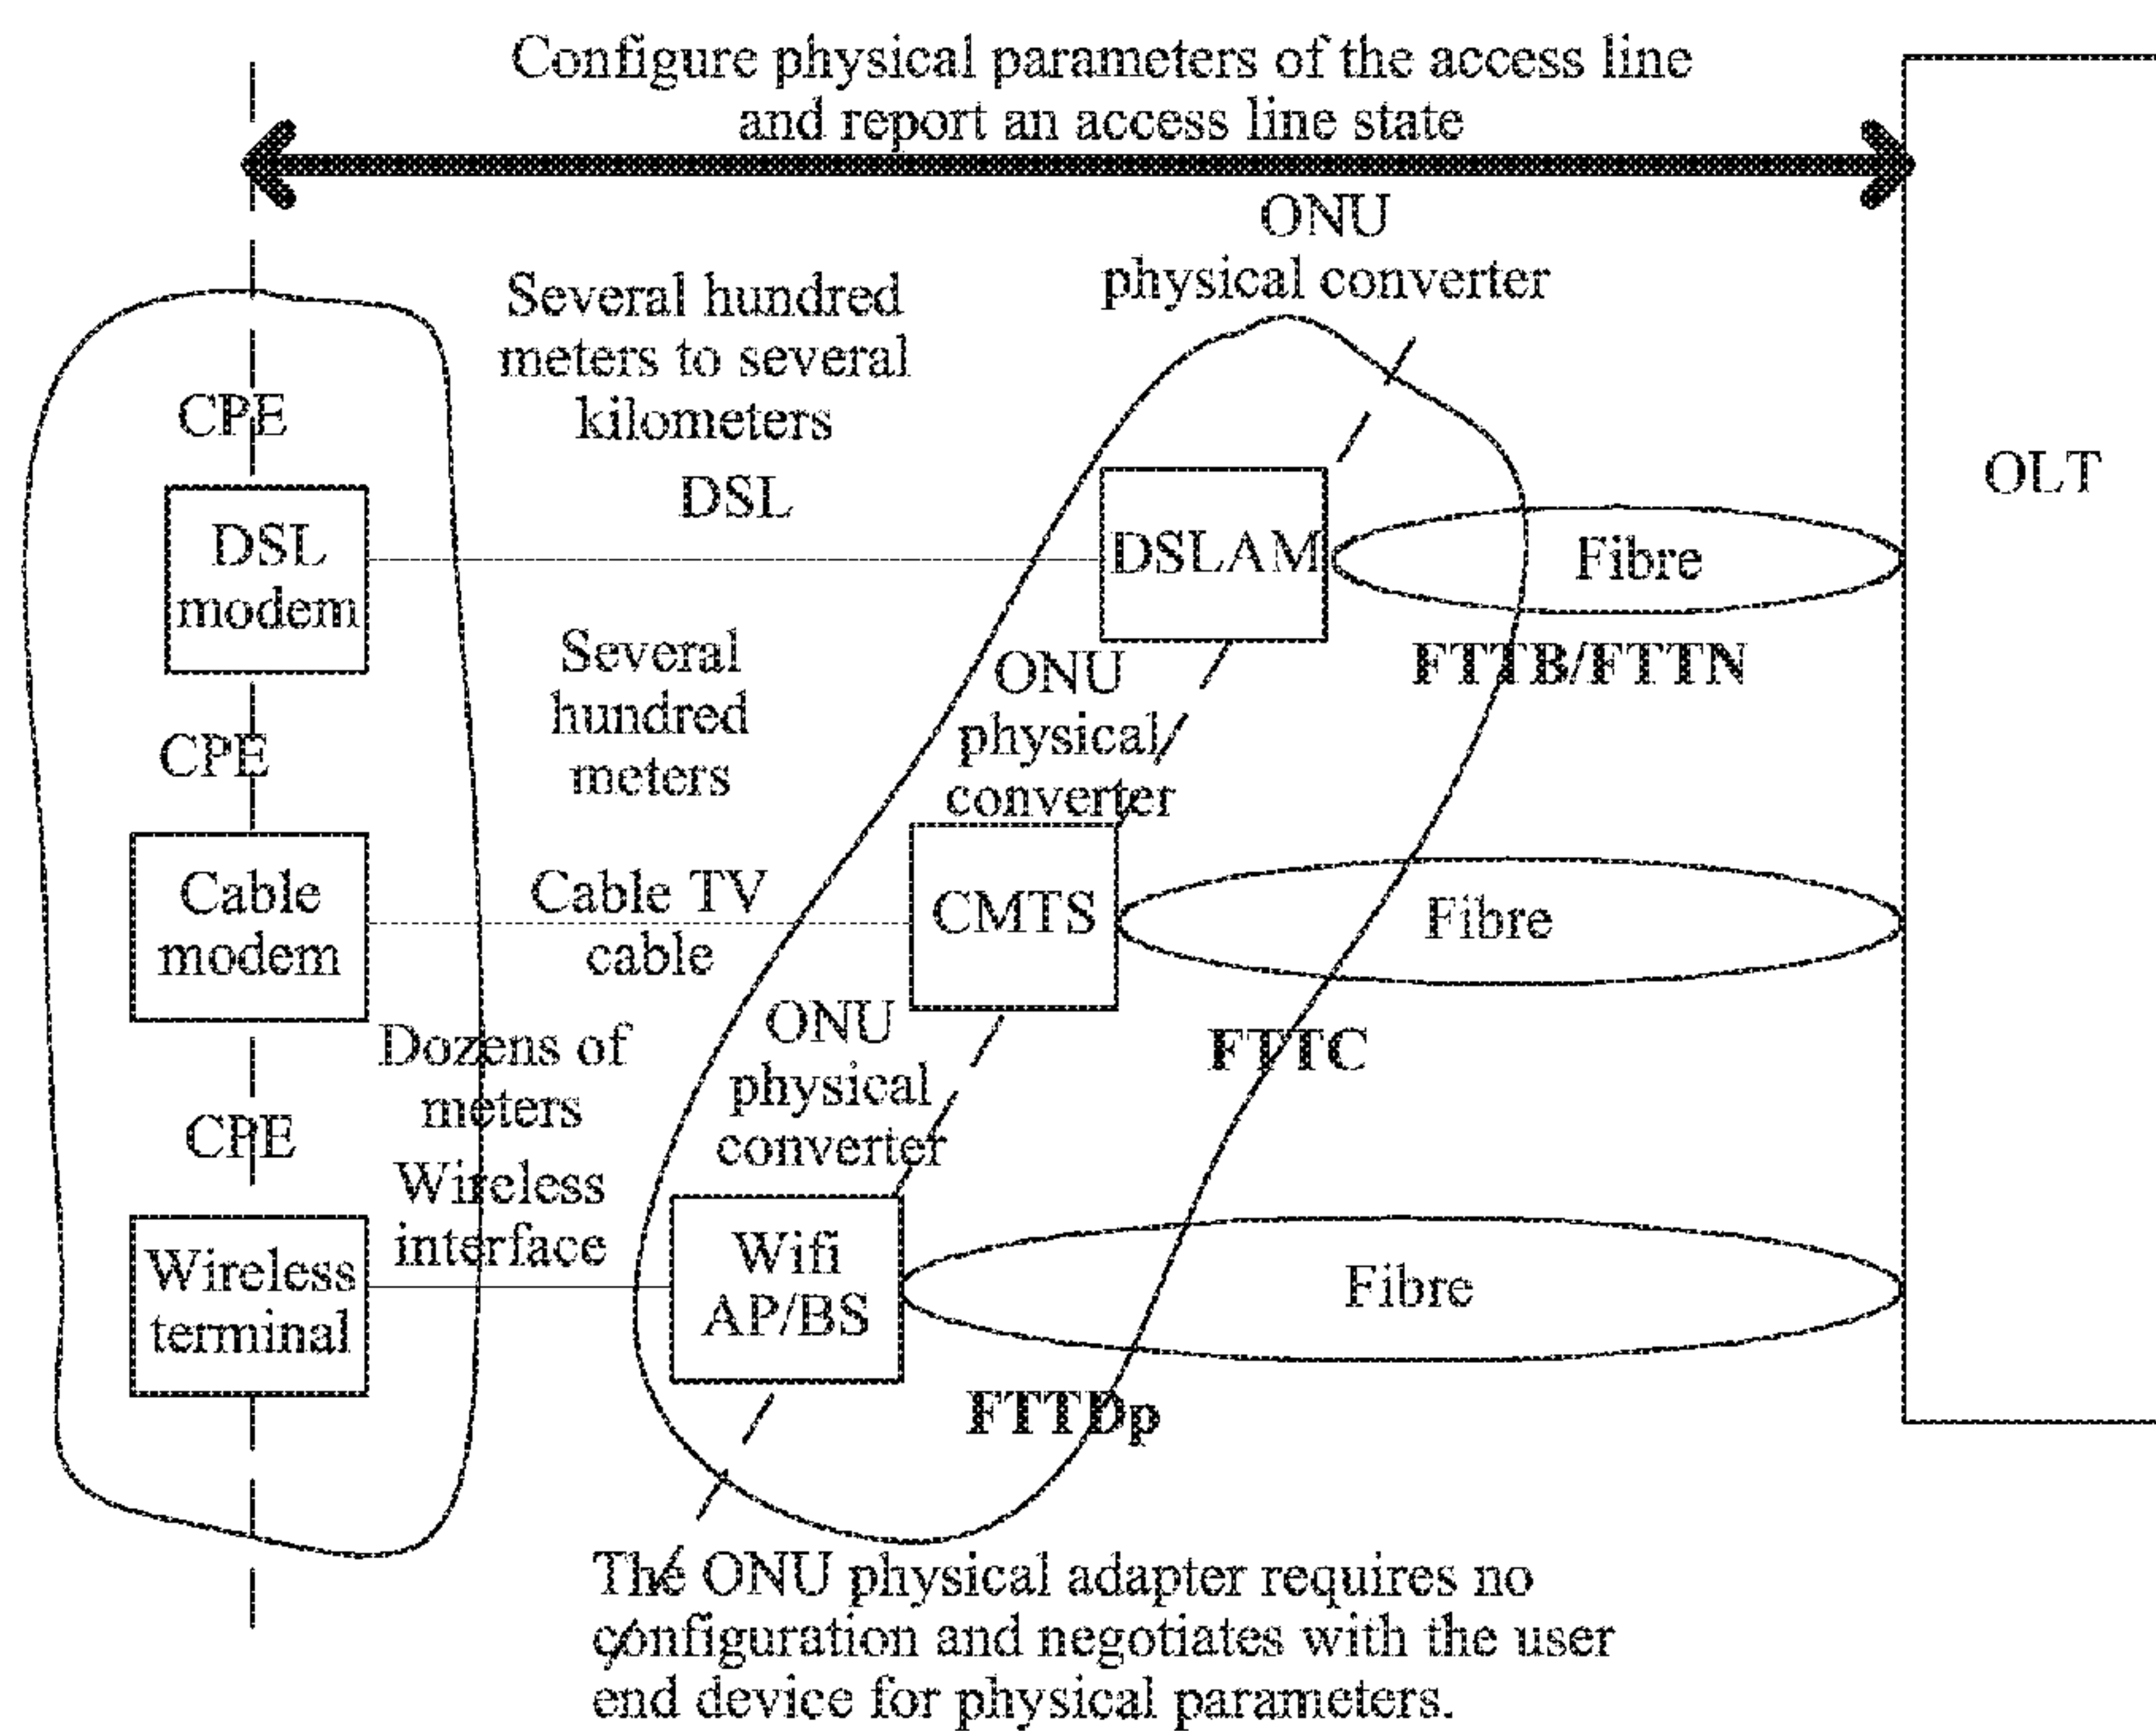 Configure physical parameters of the access line
and report an access line state
ONU
physical converter
Several hundred
meters to several
kilometers
CPE
DSL
OLT
DSL
modem
DSLAM
Fibre
FTTB/FTTN
Several
hundred
meters
ONU
physical
converter
CPE
Cable
modem
Cable TV
cable
CMTS
Fibre
FTTC
Dozens of
meters
ONU
physical
converter
CPE
Wireless
interface
Wireless
terminal
Wifi
AP/BS
Fibre
FTTDp
The ONU physical adapter requires no
configuration and negotiates with the user
end device for physical parameters.